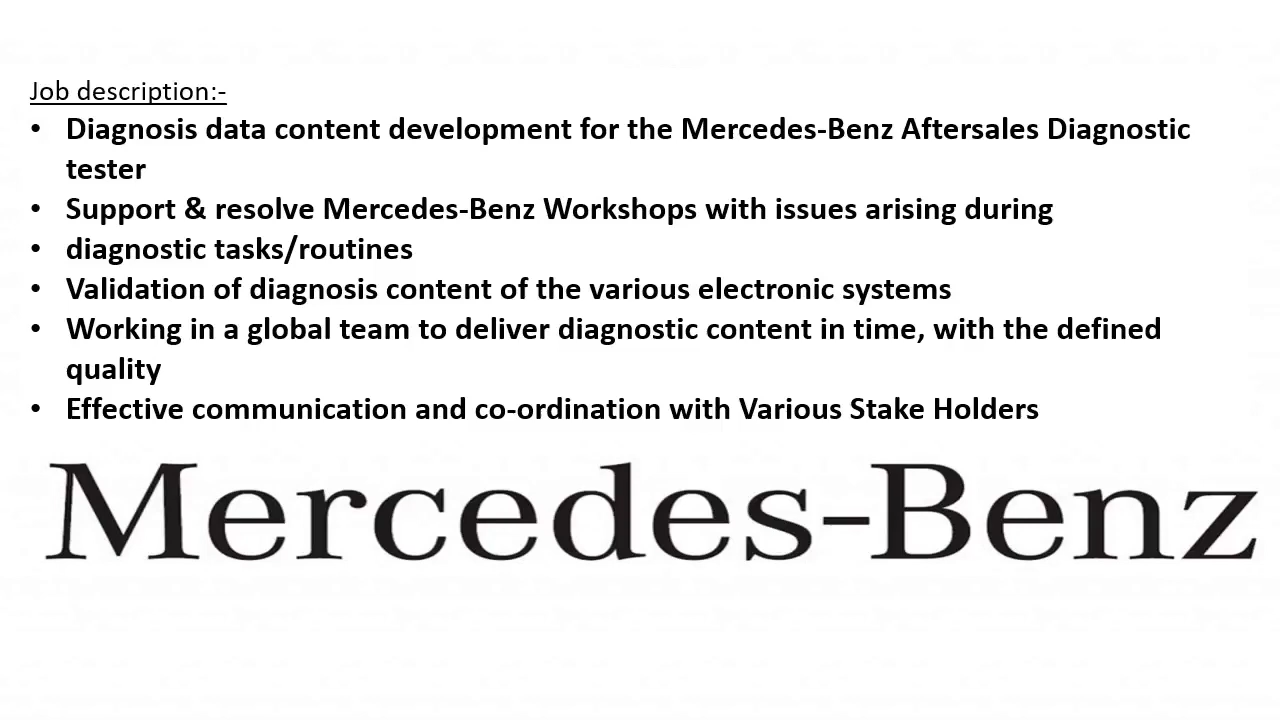 Job description:-
• Diagnosis data content development for the Mercedes-Benz Aftersales Diagnostic
tester
• Support & resolve Mercedes-Benz Workshops with issues arising during
• diagnostic tasks/routines
• Validation of diagnosis content of the various electronic systems
• Working in a global team to deliver diagnostic content in time, with the defined
quality
• Effective communication and co-ordination with Various Stake Holders
Mercedes-Benz